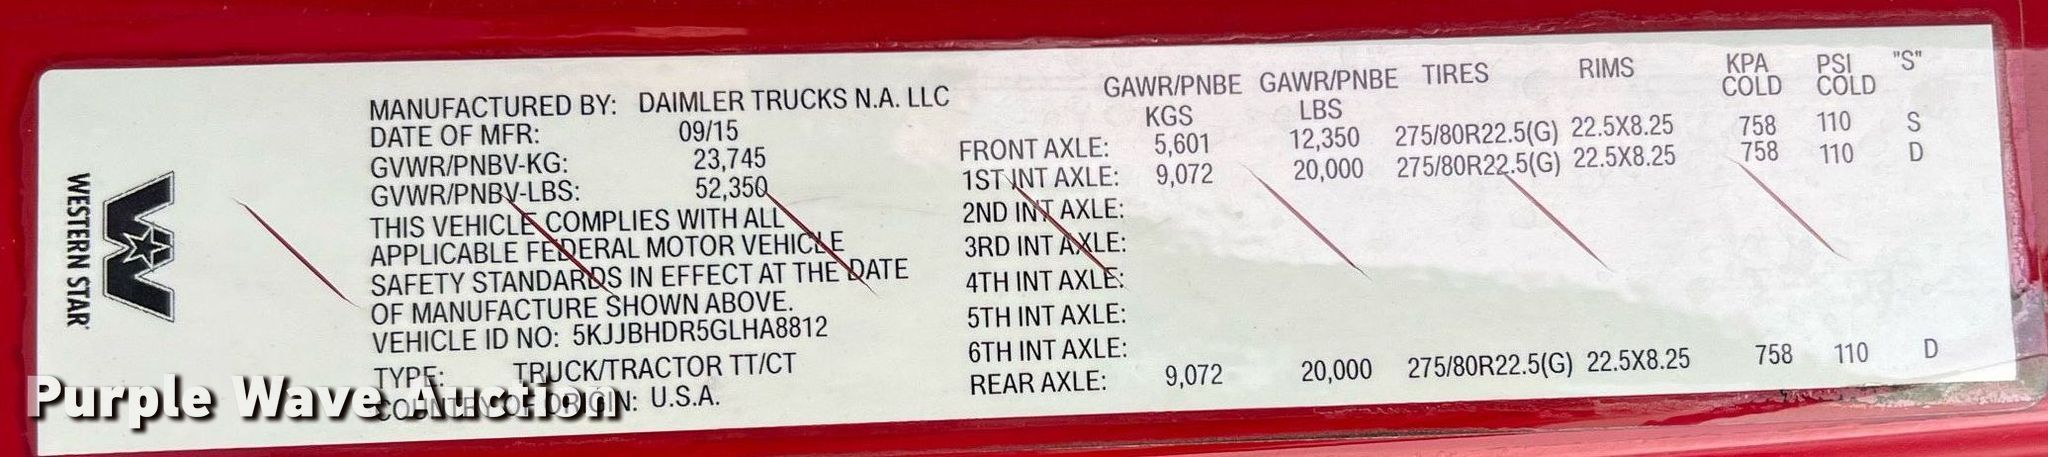 WESTERN STAR
MANUFACTURED BY: DAIMLER TRUCKS N.A. LLC
DATE OF MFR: 09/15
GVWR/PNBV-KG: 23,745
GVWR/PNBV-LBS: 52,350
THIS VEHICLE COMPLIES WITH ALL
APPLICABLE FEDERAL MOTOR VEHICLE
SAFETY STANDARDS IN EFFECT AT THE DATE
OF MANUFACTURE SHOWN ABOVE.
VEHICLE ID NO: 5KJJBHDR5GLHA8812
TYPE: TRUCK/TRACTOR TT/CT
COUNTRY OF ORIGIN: U.S.A.
GAWR/PNBE GAWR/PNBE TIRES RIMS KPA PSI "S"
KGS LBS COLD COLD
FRONT AXLE: 5,601 12,350 275/80R22.5(G) 22.5X8.25 758 110 S
1ST INT AXLE: 9,072 20,000 275/80R22.5(G) 22.5X8.25 758 110 D
2ND INT AXLE:
3RD INT AXLE:
4TH INT AXLE:
5TH INT AXLE:
6TH INT AXLE:
REAR AXLE: 9,072 20,000 275/80R22.5(G) 22.5X8.25 758 110 D
Purple Wave Auction